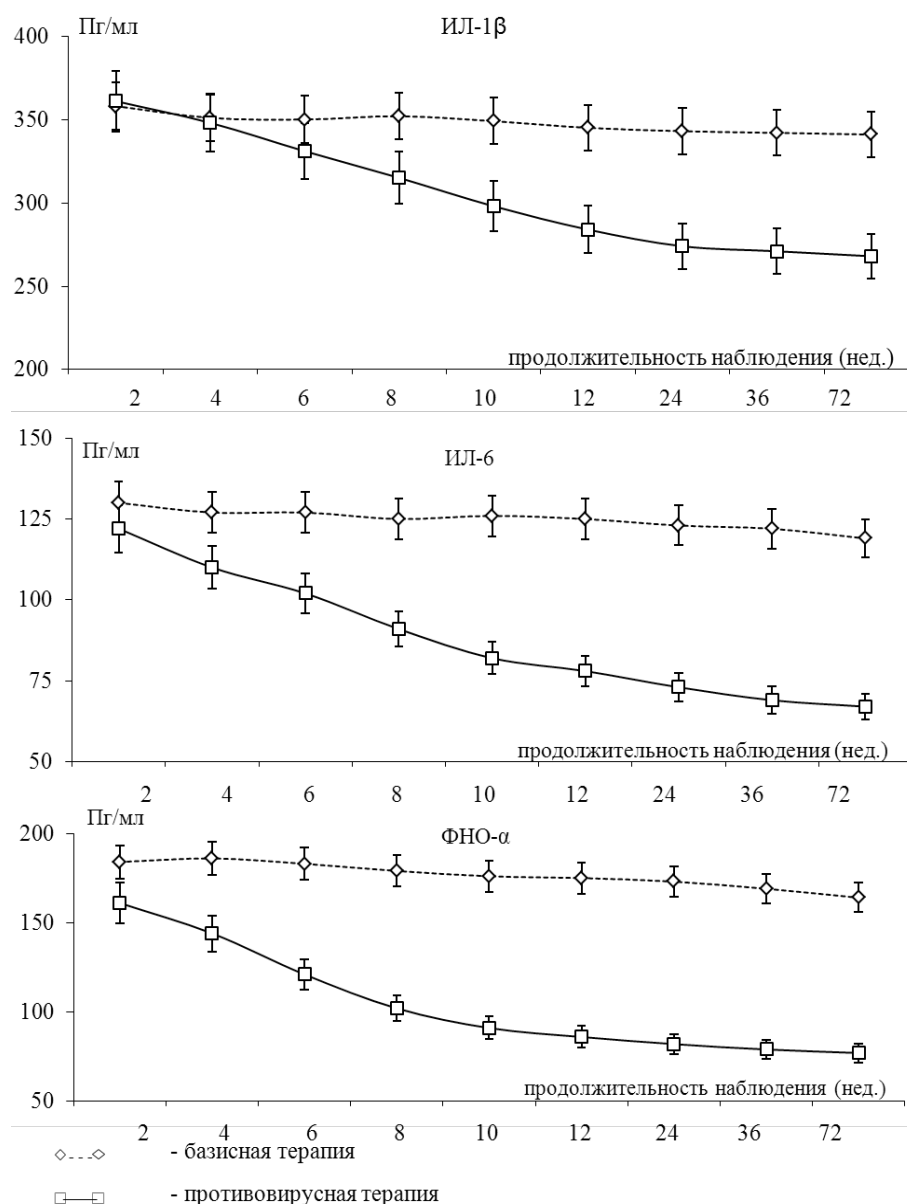 Пг/мл
ИЛ-1β
400
350
300
250
200
продолжительность наблюдения (нед.)
2 4 6 8 10 12 24 36 72
150
Пг/мл
ИЛ-6
125
100
75
50
продолжительность наблюдения (нед.)
2 4 6 8 10 12 24 36 72
Пг/мл
200
ФНО-α
150
100
50
продолжительность наблюдения (нед.)
2 4 6 8 10 12 24 36 72
- базисная терапия
- противовирусная терапия